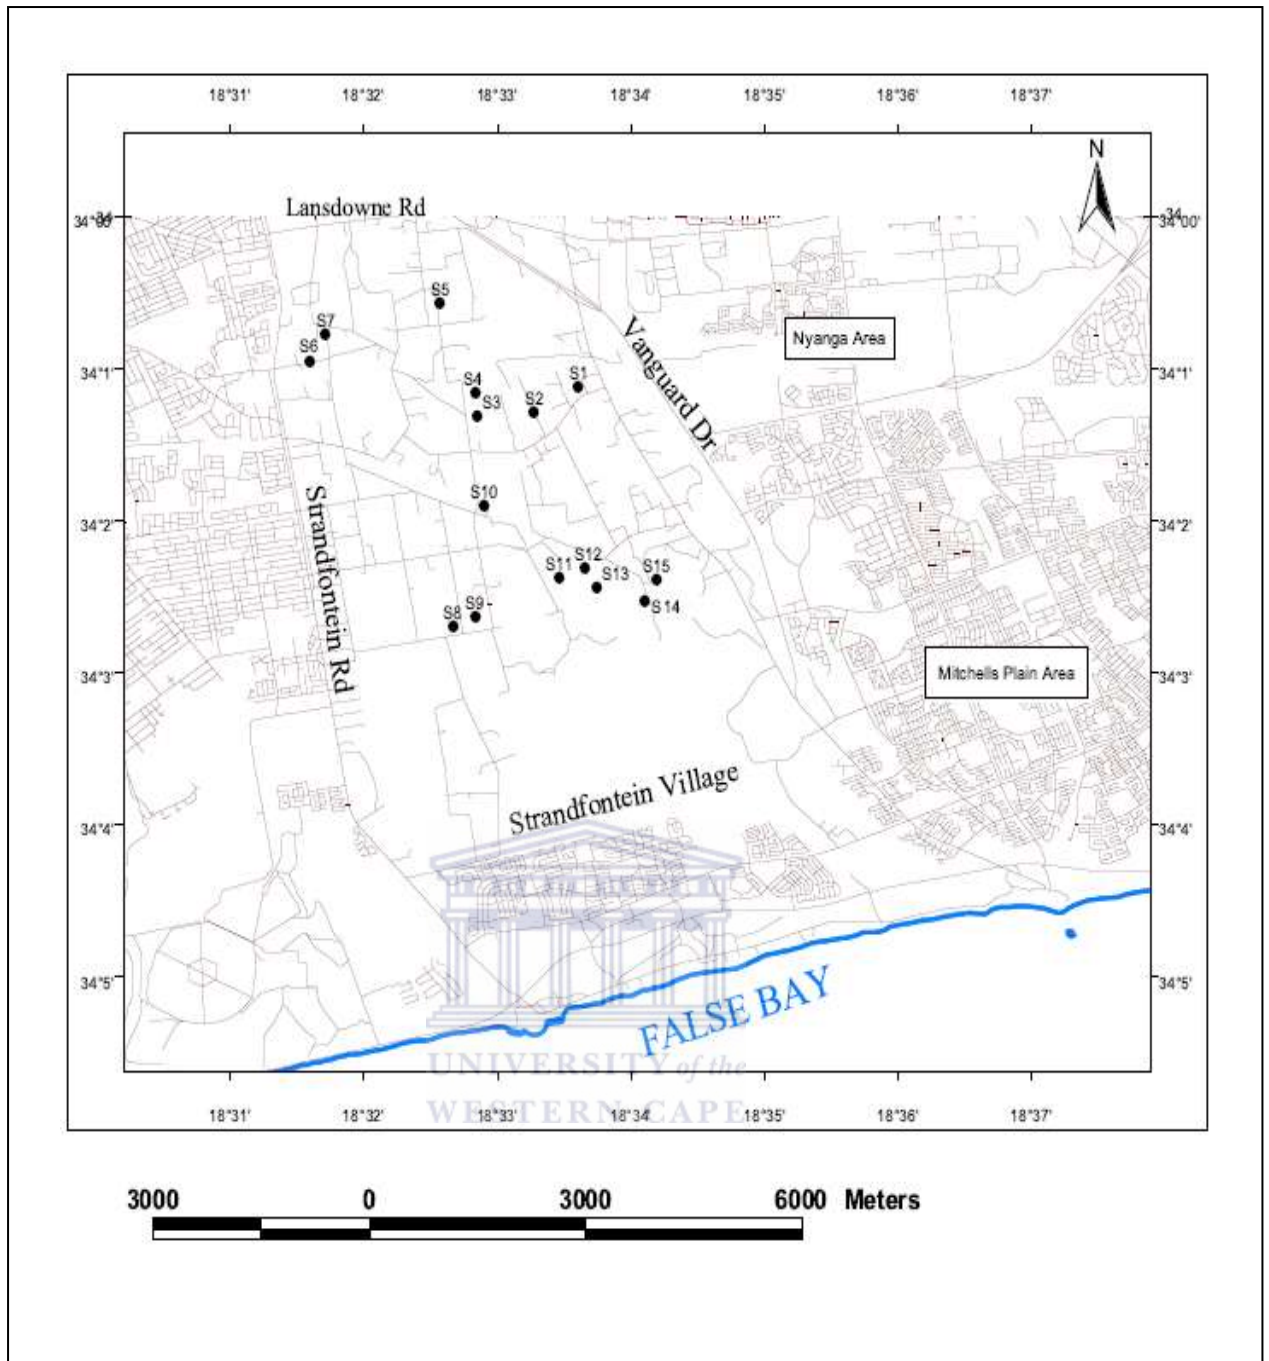 18°31' 18°32' 18°33' 18°34' 18°35' 18°36' 18°37'
N
Lansdowne Rd
34°00' 34°00'
S5
S7
S6
Vanguard Dr
Nyanga Area
34°1' 34°1'
S4
S3
S2
S1
S10
Strandfontein Rd
34°2' 34°2'
S11
S12
S13
S15
S14
S8
S9
34°3' 34°3'
Mitchells Plain Area
Strandfontein Village
34°4' 34°4'
34°5' 34°5'
FALSE BAY
UNIVERSITY of the
WESTERN CAPE
18°31' 18°32' 18°33' 18°34' 18°35' 18°36' 18°37'
3000 0 3000 6000 Meters